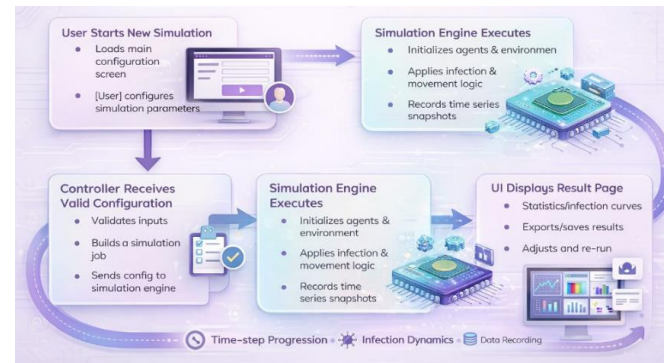 User Starts New Simulation
Loads main
configuration
screen
[User] configures
simulation parameters
Simulation Engine Executes
Initializes agents & environmen
Applies infection &
movement logic
Records time series
snapshots
Controller Receives
Valid Configuration
Validates inputs
Builds a simulation
job
Sends config to
simulation engine
Simulation Engine
Executes
Initializes agents &
environment
Applies infection &
movement logic
Records time
series snapshots
UI Displays Result Page
Statistics/infection curves
Exports/saves results
Adjusts and re-run
Time-step Progression
Infection Dynamics
Data Recording